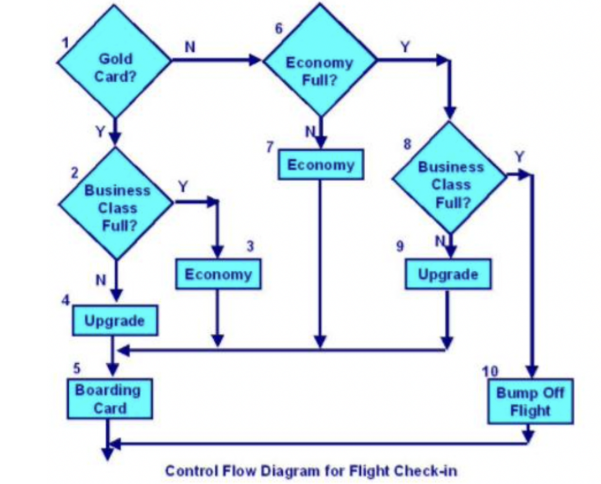 1
Gold
Card?
N
6
Economy
Full?
Y
Y
2
Business
Class
Full?
Y
N
7
Economy
8
Business
Class
Full?
Y
3
Economy
N
9
Upgrade
N
4
Upgrade
5
Boarding
Card
10
Bump Off
Flight
Control Flow Diagram for Flight Check-in